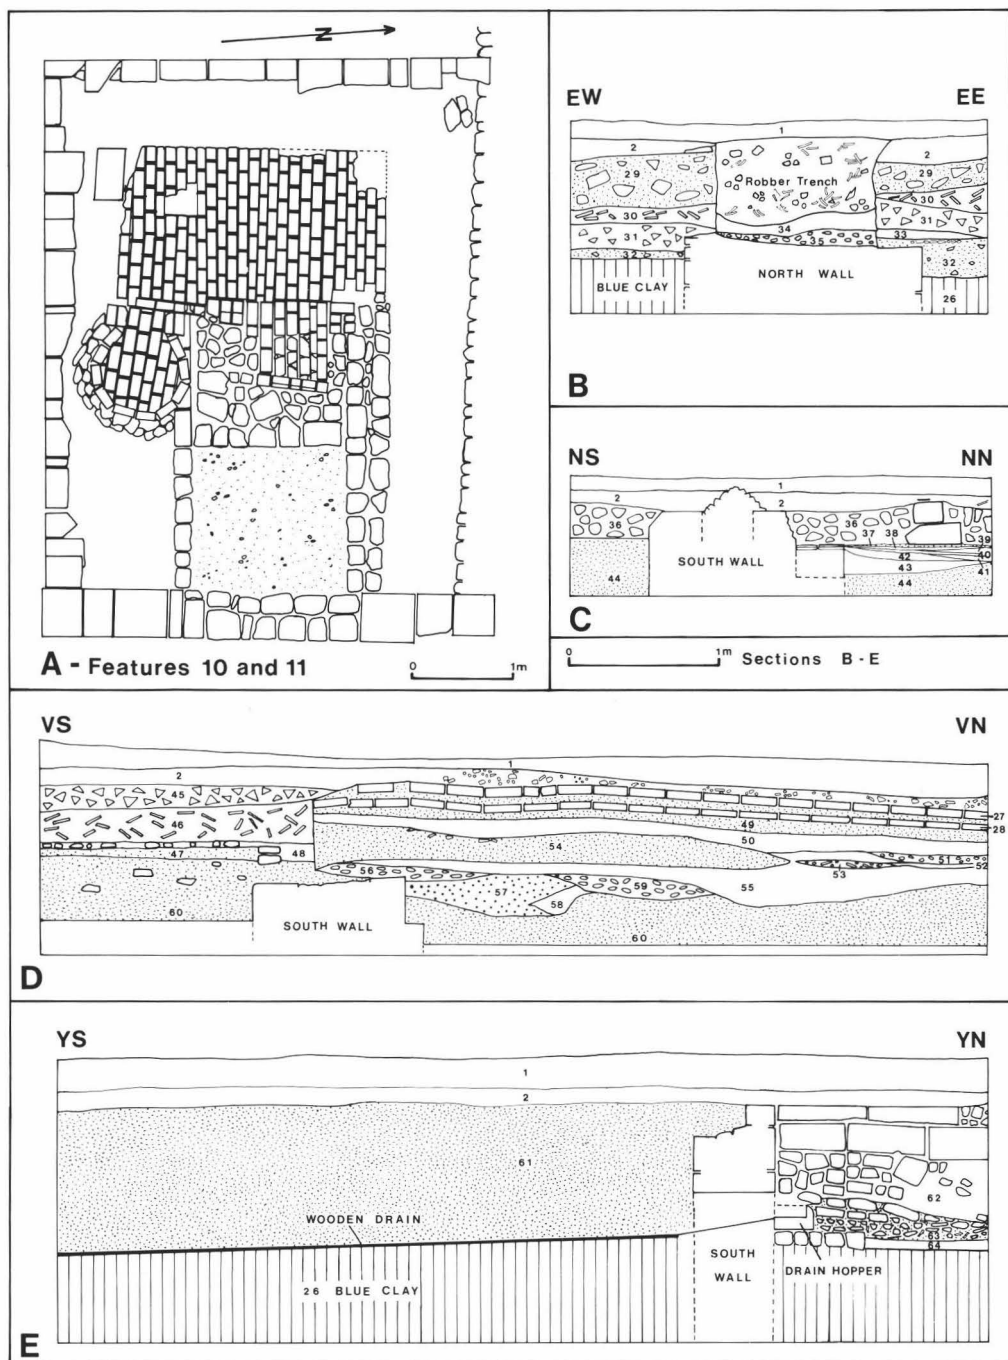 N
A - Features 10 and 11
0 1m
EW EE
1
2 2
29 Robber Trench 29
30 30
31 34 31
35 33
32 32
BLUE CLAY NORTH WALL 26
B
NS NN
1
2 2
36 36
37 38 39
40
42
SOUTH WALL 43 41
44 44
C
0 1m Sections B - E
VS VN
1
2
45
27
46 49
28
54 50
47 48 51
52
56 53
57 59 55
58
60
SOUTH WALL 60
D
YS YN
1
2
61
62
WOODEN DRAIN
63
64
SOUTH WALL
DRAIN HOPPER
26 BLUE CLAY
E